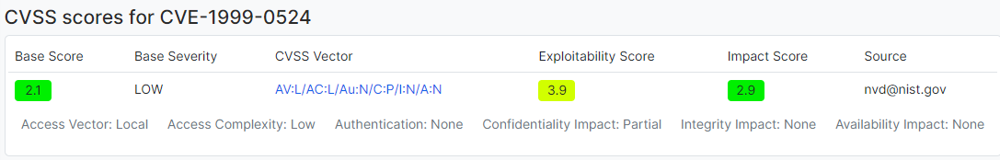 CVSS scores for CVE-1999-0524
Base Score Base Severity CVSS Vector Exploitability Score Impact Score Source
2.1 LOW AV:L/AC:L/Au:N/C:P/I:N/A:N 3.9 2.9 nvd@nist.gov
Access Vector: Local Access Complexity: Low Authentication: None Confidentiality Impact: Partial Integrity Impact: None Availability Impact: None